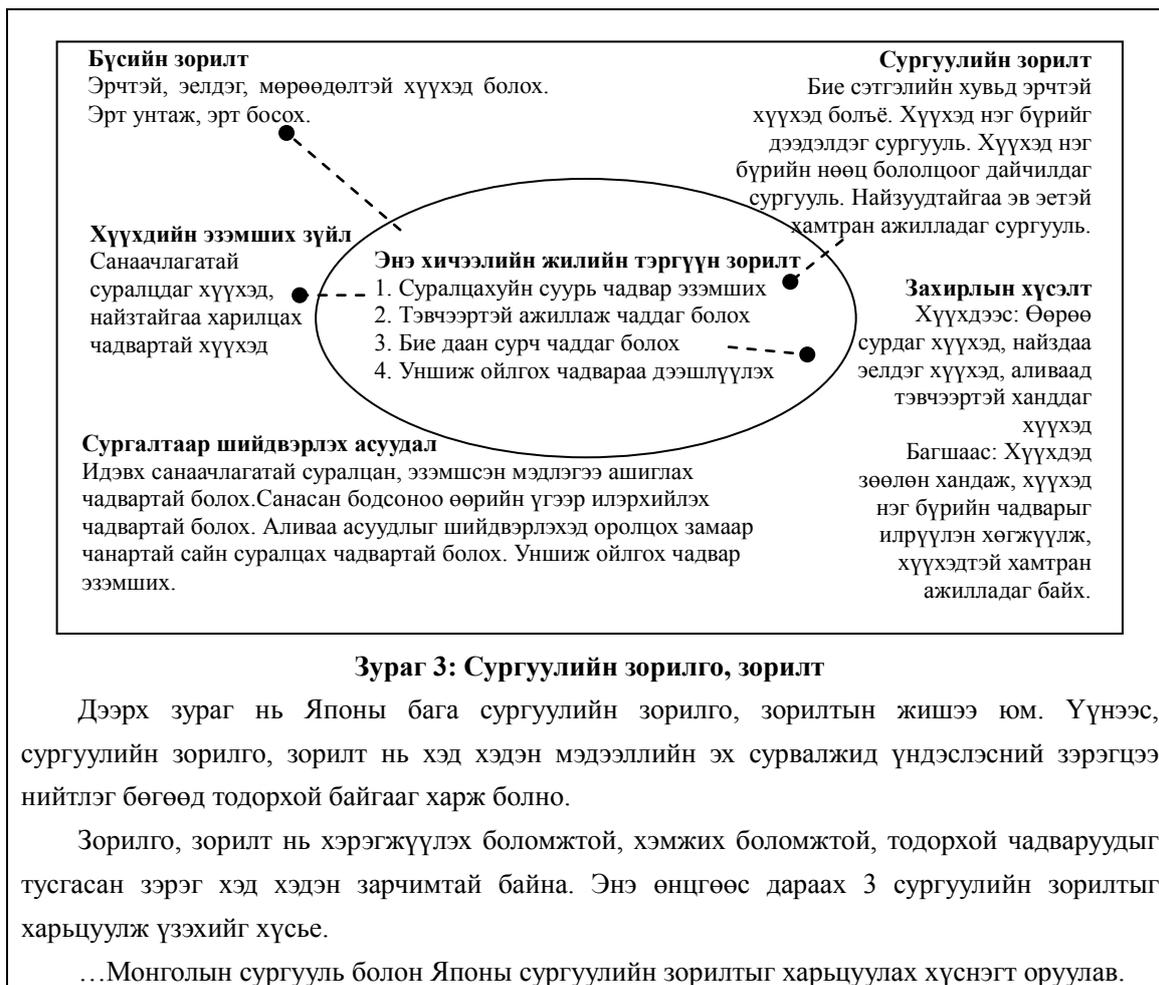 Бүсийн зорилт
Эрчтэй, эелдэг, мөрөөдөлтэй хүүхэд болох.
Эрт унтаж, эрт босох.
Сургуулийн зорилт
Бие сэтгэлийн хувьд эрчтэй
хүүхэд болъё. Хүүхэд нэг бүрийг
дээдэлдэг сургууль. Хүүхэд нэг
бүрийн нөөц бололцоог дайчилдаг
сургууль. Найзуудтайгаа эв эетэй
хамтран ажилладаг сургууль.
Хүүхдийн эзэмших зүйл
Санаачлагатай
суралцдаг хүүхэд,
найзтайгаа харилцах
чадвартай хүүхэд
Энэ хичээлийн жилийн тэргүүн зорилт
1. Суралцахуйн суурь чадвар эзэмших
2. Тэвчээртэй ажиллаж чаддаг болох
3. Бие даан сурч чаддаг болох
4. Уншиж ойлгох чадвараа дээшлүүлэх
Захирлын хүсэлт
Хүүхдээс: Өөрөө
сурдаг хүүхэд, найздаа
эелдэг хүүхэд, аливаад
тэвчээртэй ханддаг
хүүхэд
Багшаас: Хүүхдэд
зөөлөн хандаж, хүүхэд
нэг бүрийн чадварыг
илрүүлэн хөгжүүлж,
хүүхэдтэй хамтран
ажилладаг байх.
Сургалтаар шийдвэрлэх асуудал
Идэвх санаачлагатай суралцан, эзэмшсэн мэдлэгээ ашиглах
чадвартай болох.Санасан бодсоноо өөрийн үгээр илэрхийлэх
чадвартай болох. Аливаа асуудлыг шийдвэрлэхэд оролцох замаар
чанартай сайн суралцах чадвартай болох. Уншиж ойлгох чадвар
эзэмших.
Зураг 3: Сургуулийн зорилго, зорилт
Дээрх зураг нь Японы бага сургуулийн зорилго, зорилтын жишээ юм. Үүнээс,
сургуулийн зорилго, зорилт нь хэд хэдэн мэдээллийн эх сурвалжид үндэслэсний зэрэгцээ
нийтлэг бөгөөд тодорхой байгааг харж болно.
Зорилго, зорилт нь хэрэгжүүлэх боломжтой, хэмжих боломжтой, тодорхой чадваруудыг
тусгасан зэрэг хэд хэдэн зарчимтай байна. Энэ өнцгөөс дараах 3 сургуулийн зорилтыг
харьцуулж үзэхийг хүсье.
…Монголын сургууль болон Японы сургуулийн зорилтыг харьцуулах хүснэгт оруулав.